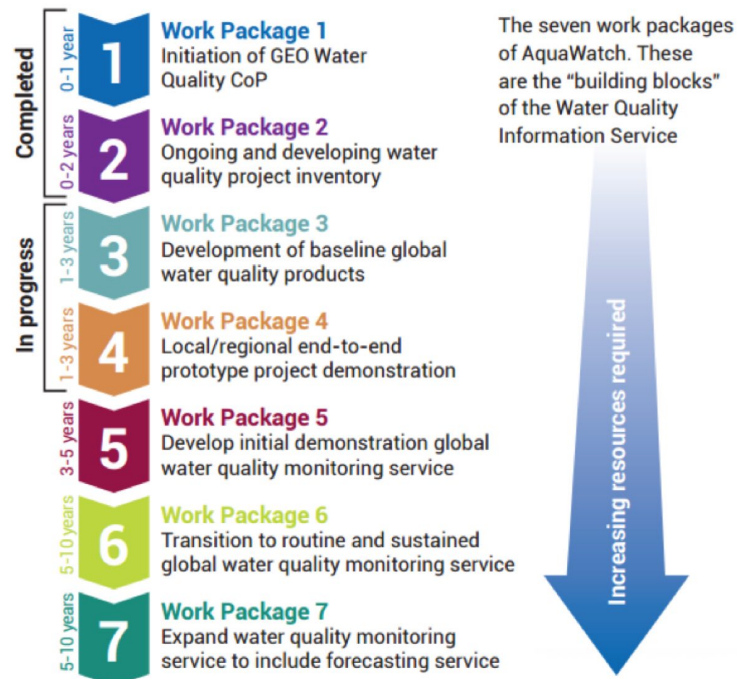 Completed
In progress
0-1 year
1
Work Package 1
Initiation of GEO Water
Quality CoP
0-2 years
2
Work Package 2
Ongoing and developing water
quality project inventory
1-3 years
3
Work Package 3
Development of baseline global
water quality products
1-3 years
4
Work Package 4
Local/regional end-to-end
prototype project demonstration
3-5 years
5
Work Package 5
Develop initial demonstration global
water quality monitoring service
5-10 years
6
Work Package 6
Transition to routine and sustained
global water quality monitoring service
5-10 years
7
Work Package 7
Expand water quality monitoring
service to include forecasting service
The seven work packages
of AquaWatch. These
are the “building blocks”
of the Water Quality
Information Service
Increasing resources required